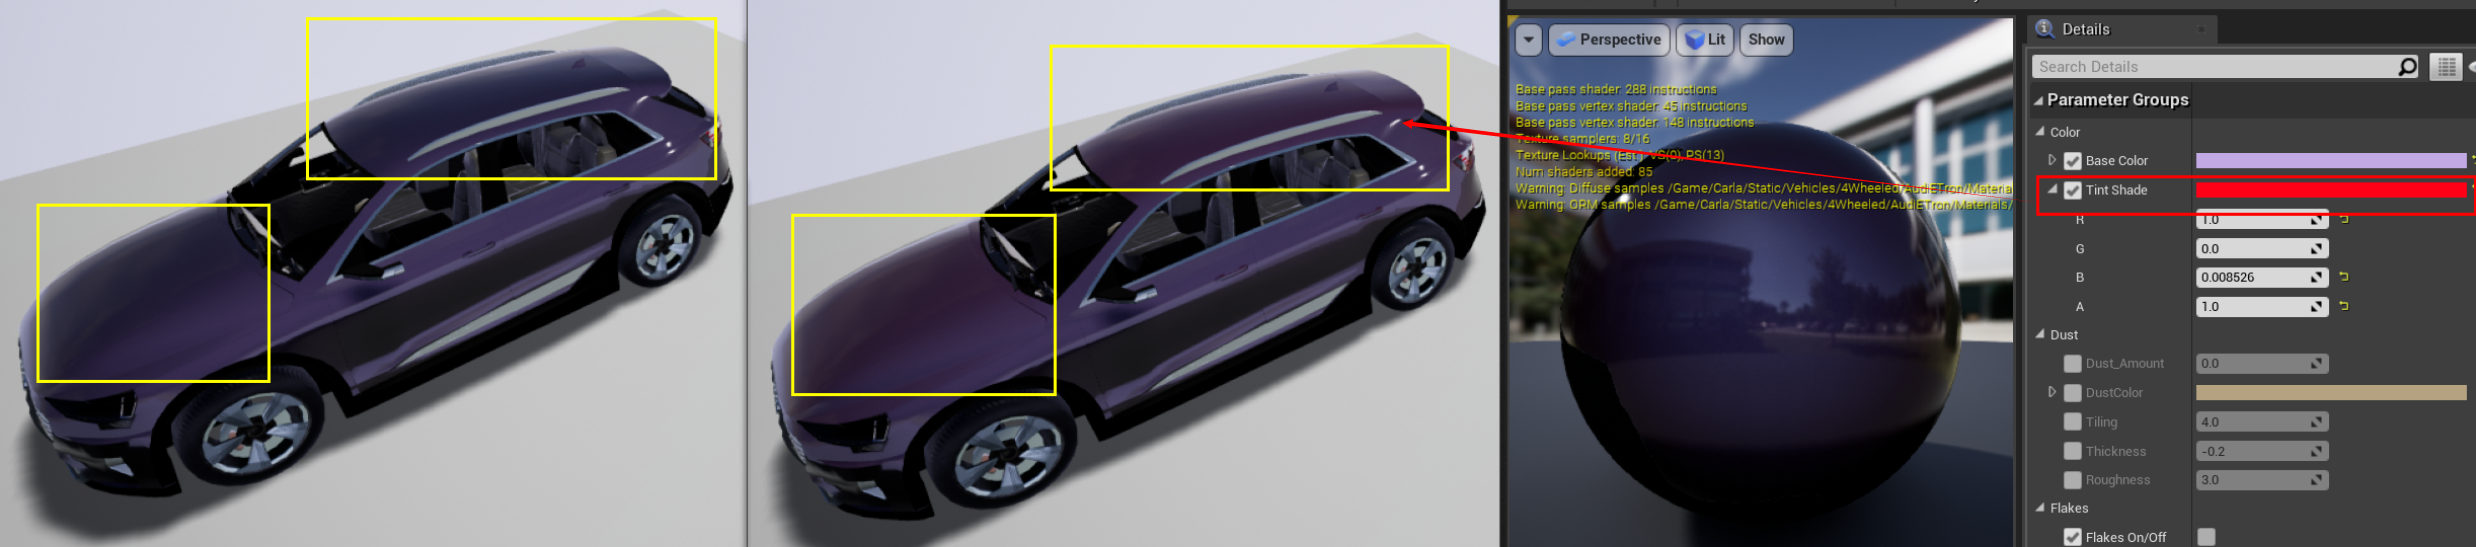 Perspective
Lit
Show
Base pass shader: 288 instructions
Base pass vertex shader: 45 instructions
Base pass vertex shader: 148 instructions
Texture samplers: 8/16
Texture Lookups (Est.): VS(0), PS(13)
Num shaders added: 85
Warning: Diffuse samples /Game/Carla/Static/Vehicles/4Wheeled/AudiETron/Materia
Warning: ORM samples /Game/Carla/Static/Vehicles/4Wheeled/AudiETron/Materials/
Details
Search Details
Parameter Groups
Color
Base Color
Tint Shade
R 1.0
G 0.0
B 0.008526
A 1.0
Dust
Dust_Amount 0.0
DustColor
Tiling 4.0
Thickness -0.2
Roughness 3.0
Flakes
Flakes On/Off